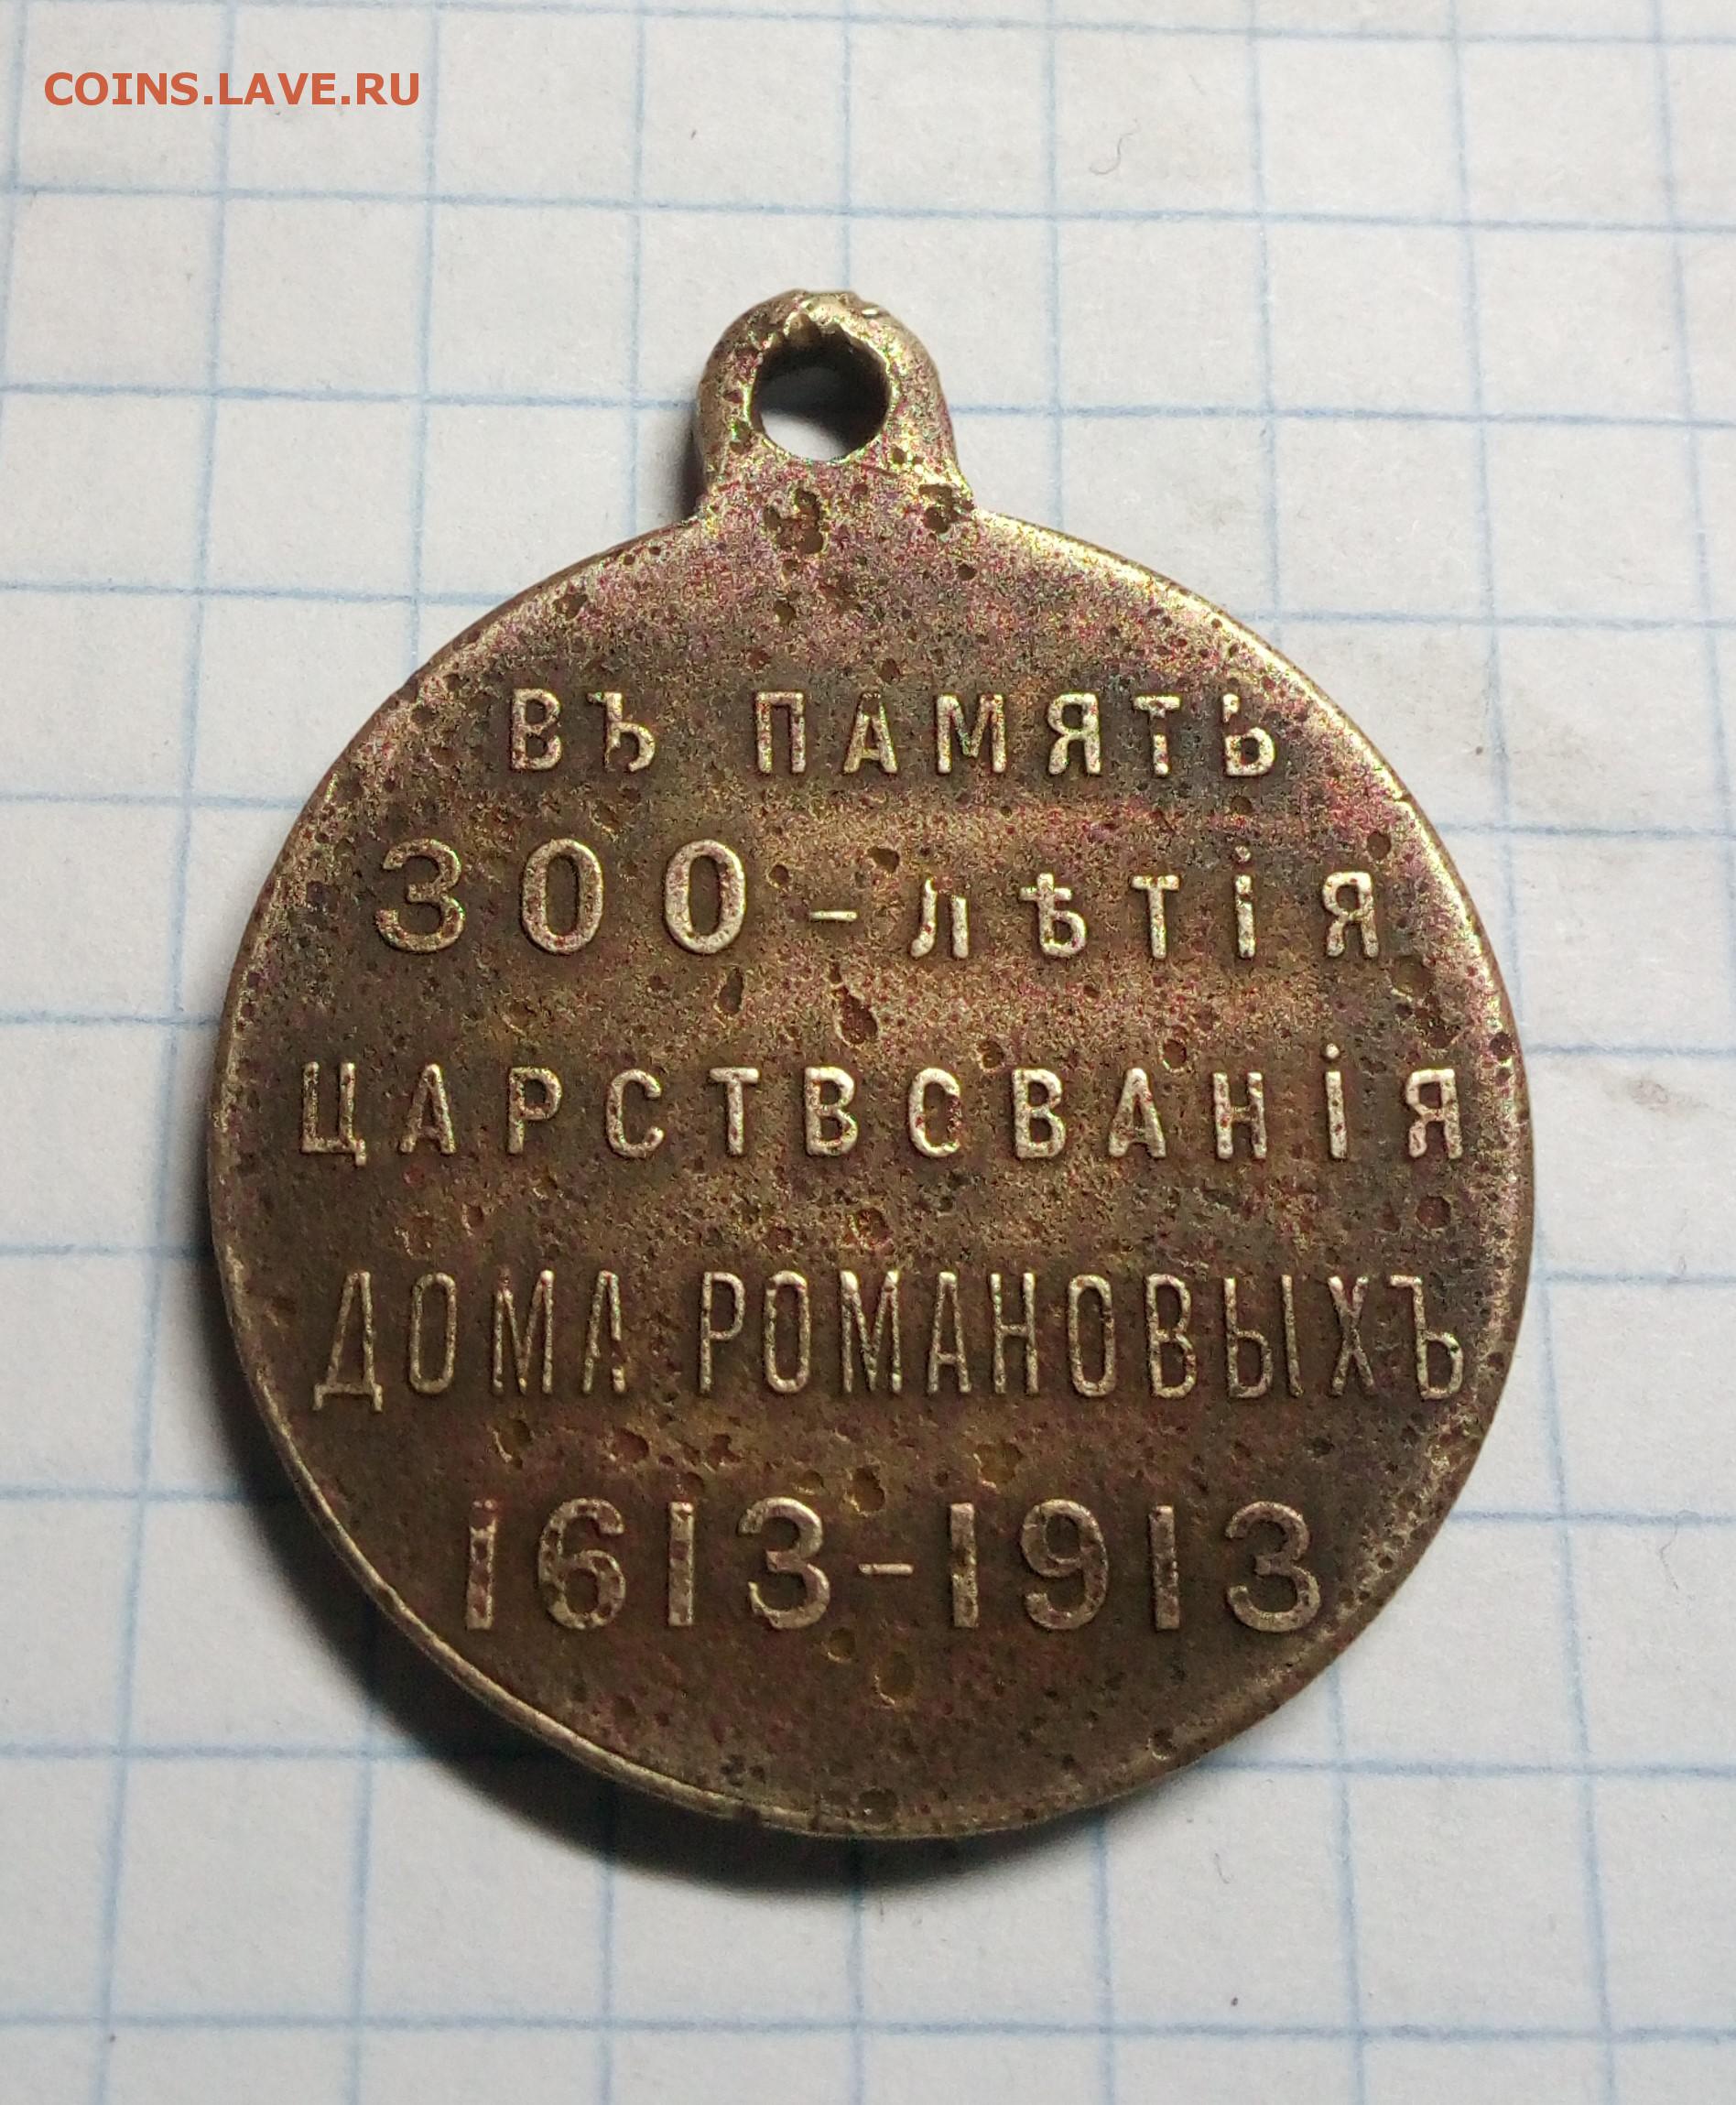 COINS.LAVE.RU
ВЪ ПАМЯТЬ
300-лѣтія
ЦАРСТВОВАНІЯ
ДОМА РОМАНОВЫХЪ
1613-1913